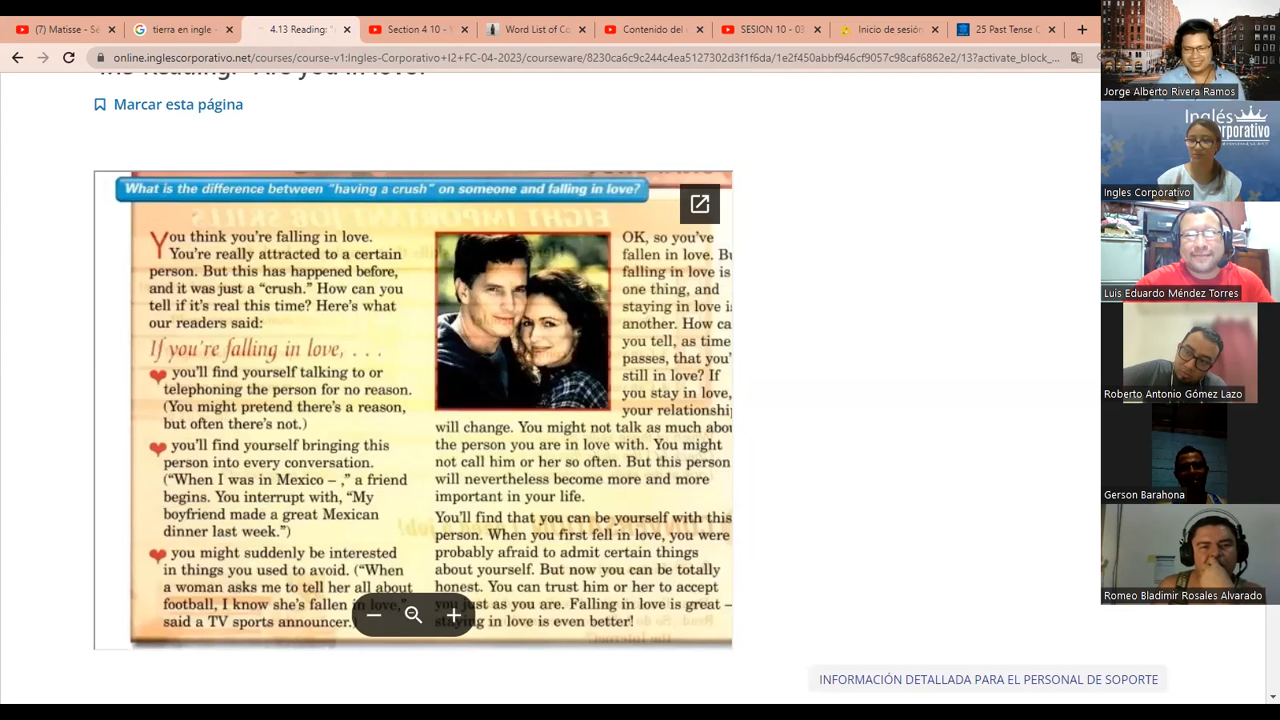 (7) Matisse - S
tierra en ingle -
4.13 Reading: "
Section 4 10 -
Word List of Co
Contenido del
SESION 10 - 03
Inicio de sesión
25 Past Tense C
online.inglescorporativo.net/courses/course-v1:Ingles-Co
+FC-04-2023/courseware/f8230ca6c9c244c4ea5127302d3f1f6da/1e2f450abbf946cf9057c98caf6862e2/13?activate_block_...
Reading: "Are you in love?"
Marcar esta página
What is the difference between "having a crush" on someone and falling in love?
You think you're falling in love.
You're really attracted to a certain
person. But this has happened before,
and it was just a "crush." How can you
tell if it's real this time? Here's what
our readers said:
If you're falling in love, . . .
you'll find yourself talking to or
telephoning the person for no reason.
(You might pretend there's a reason,
but often there's not.)
you'll find yourself bringing this
person into every conversation.
("When I was in Mexico – ," a friend
begins. You interrupt with, "My
boyfriend made a great Mexican
dinner last week.")
you might suddenly be interested
in things you used to avoid. ("When
a woman asks me to tell her all about
football, I know she's fallen in love,"
said a TV sports announcer.)
OK, so you've
fallen in love. Bu
falling in love is
one thing, and
staying in love i
another. How ca
you tell, as time
passes, that you'
still in love? If
you stay in love,
your relationshi
will change. You might not talk as much abou
the person you are in love with. You might
not call him or her so often. But this person
will nevertheless become more and more
important in your life.
You'll find that you can be yourself with this
person. When you first fell in love, you were
probably afraid to admit certain things
about yourself. But now you can be totally
honest. You can trust him or her to accept
you just as you are. Falling in love is great –
staying in love is even better!
INFORMACIÓN DETALLADA PARA EL PERSONAL DE SOPORTE
Jorge Alberto Rivera Ramos
Inglés
Corporativo
Ingles Corporativo
Luis Eduardo Méndez Torres
Roberto Antonio Gómez Lazo
Gerson Barahona
Romeo Bladimir Rosales Alvarado